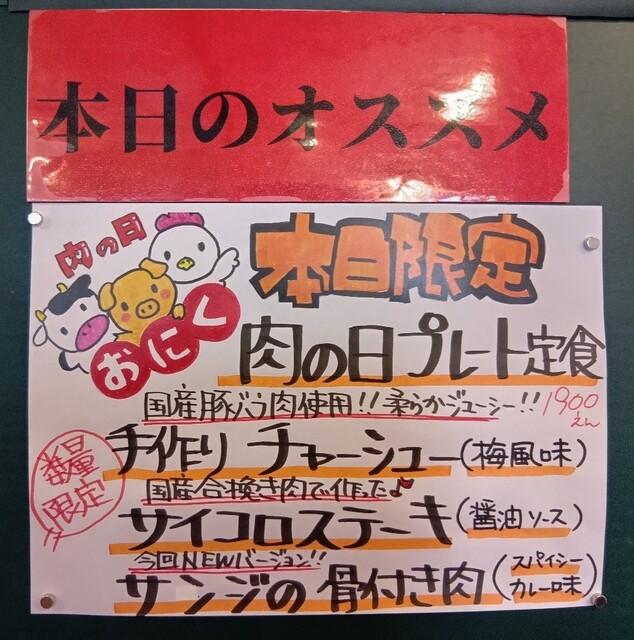 本日のオススメ
肉の日
おにく
本日限定
肉の日プレート定食
国産豚バラ肉使用!!柔らかジューシー!!
1900えん
手作りチャーシュー(梅風味)
数量限定
国産合挽き肉で作った♪
サイコロステーキ(醤油ソース)
今回NEWバージョン!!
サンジの骨付き肉(スパイシーカレー味)